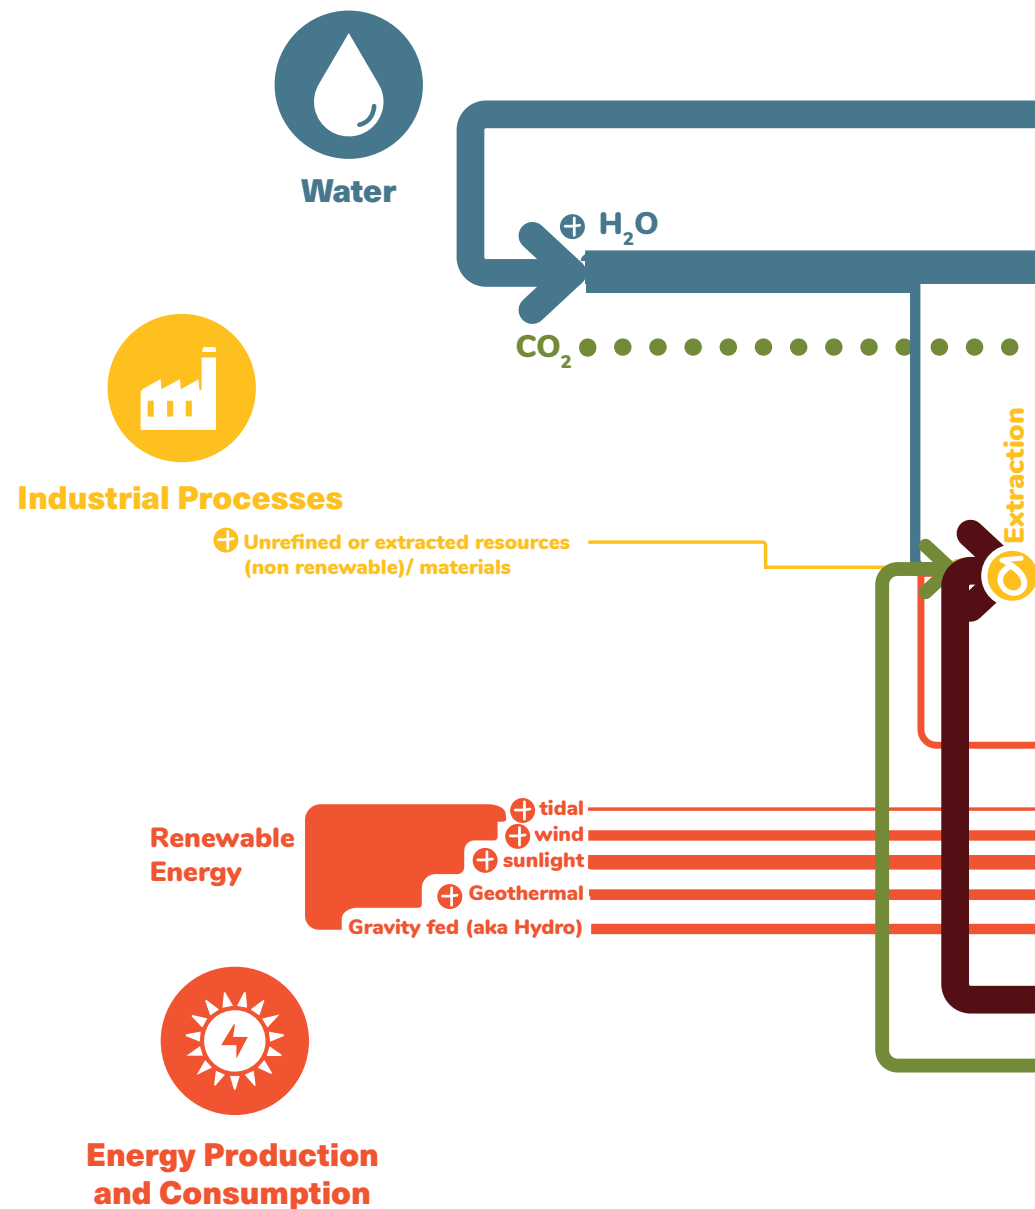 Water
H2O
CO2
Extraction
Industrial Processes
Unrefined or extracted resources
(non renewable)/ materials
Renewable
Energy
tidal
wind
sunlight
Geothermal
Gravity fed (aka Hydro)
Energy Production
and Consumption